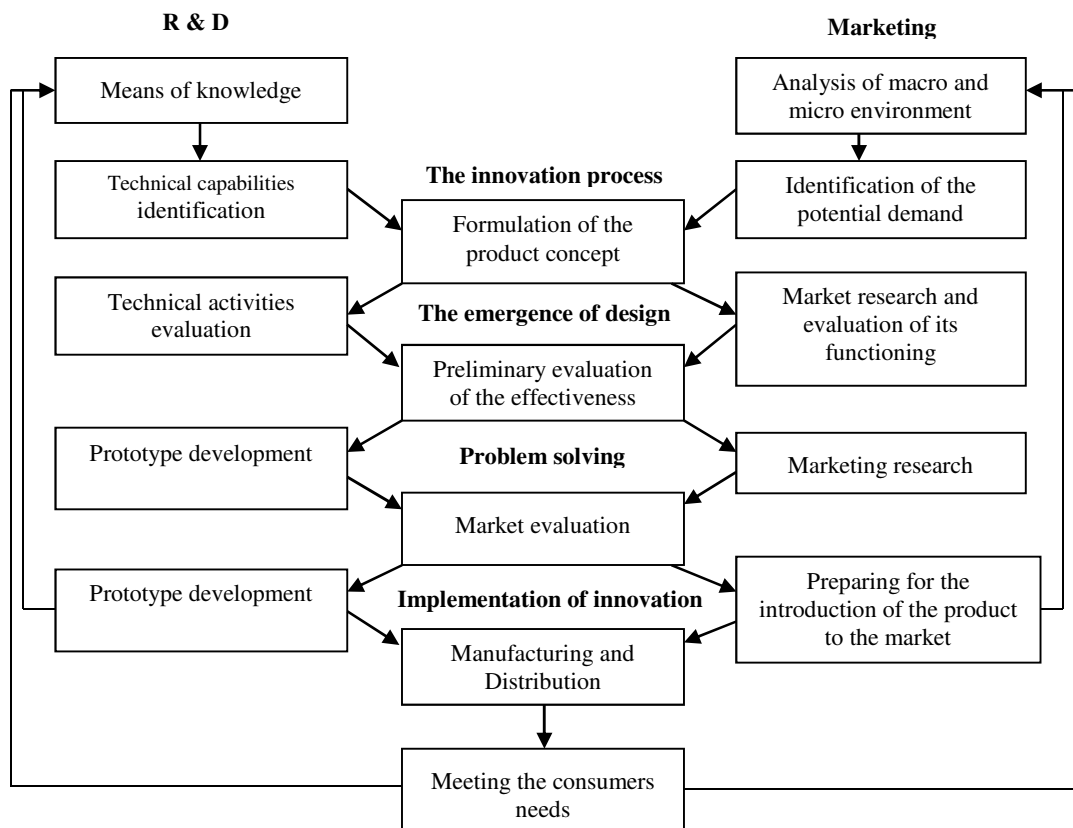 R & D
Marketing
Means of knowledge
Analysis of macro and
micro environment
Technical capabilities
identification
The innovation process
Identification of the
potential demand
Formulation of the
product concept
Technical activities
evaluation
The emergence of design
Market research and
evaluation of its
functioning
Preliminary evaluation
of the effectiveness
Prototype development
Problem solving
Marketing research
Market evaluation
Prototype development
Implementation of innovation
Preparing for the
introduction of the product
to the market
Manufacturing and
Distribution
Meeting the consumers
needs